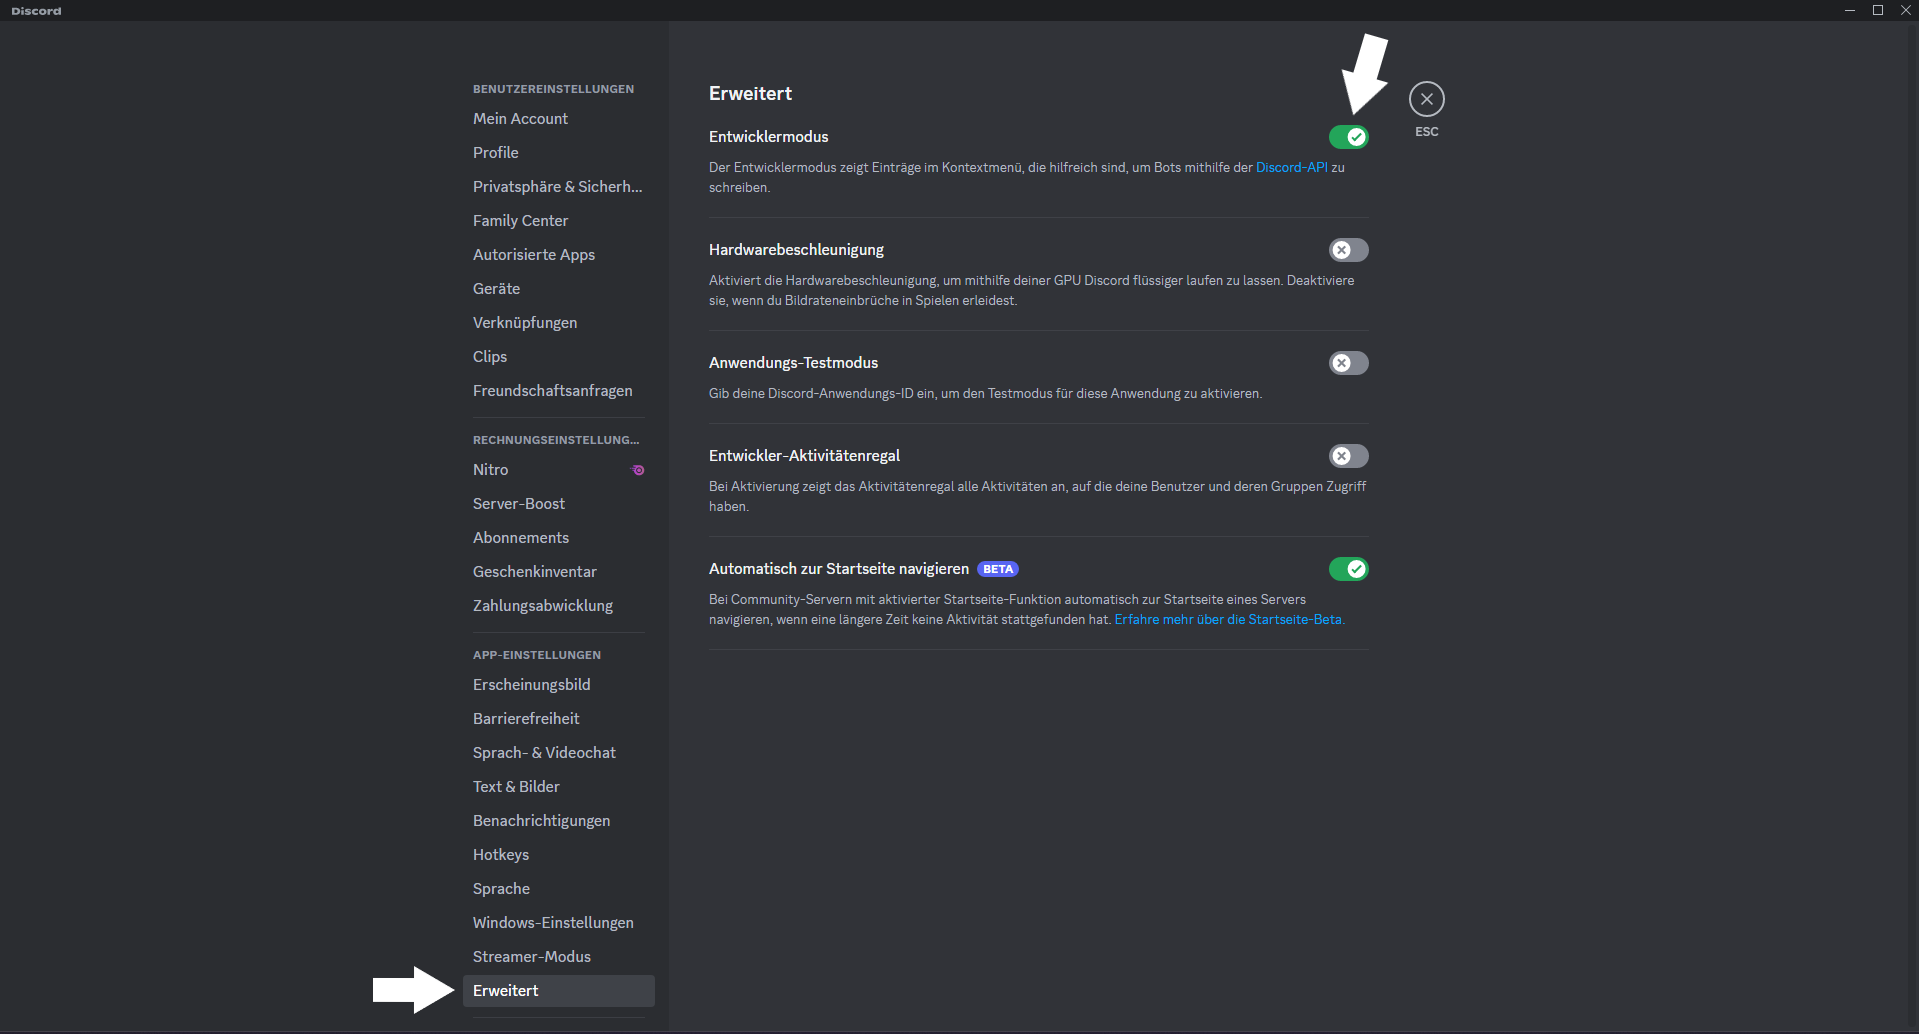 Discord
BENUTZEREINSTELLUNGEN
Mein Account
Profile
Privatsphäre & Sicherh...
Family Center
Autorisierte Apps
Geräte
Verknüpfungen
Clips
Freundschaftsanfragen
RECHNUNGSEINSTELLUNG...
Nitro
Server-Boost
Abonnements
Geschenkinventar
Zahlungsabwicklung
APP-EINSTELLUNGEN
Erscheinungsbild
Barrierefreiheit
Sprach- & Videochat
Text & Bilder
Benachrichtigungen
Hotkeys
Sprache
Windows-Einstellungen
Streamer-Modus
Erweitert
Erweitert
Entwicklermodus
Der Entwicklermodus zeigt Einträge im Kontextmenü, die hilfreich sind, um Bots mithilfe der Discord-API zu
schreiben.
Hardwarebeschleunigung
Aktiviert die Hardwarebeschleunigung, um mithilfe deiner GPU Discord flüssiger laufen zu lassen. Deaktiviere
sie, wenn du Bildrateneinbrüche in Spielen erleidest.
Anwendungs-Testmodus
Gib deine Discord-Anwendungs-ID ein, um den Testmodus für diese Anwendung zu aktivieren.
Entwickler-Aktivitätenregal
Bei Aktivierung zeigt das Aktivitätenregal alle Aktivitäten an, auf die deine Benutzer und deren Gruppen Zugriff
haben.
Automatisch zur Startseite navigieren BETA
Bei Community-Servern mit aktivierter Startseite-Funktion automatisch zur Startseite eines Servers
navigieren, wenn eine längere Zeit keine Aktivität stattgefunden hat. Erfahre mehr über die Startseite-Beta.
ESC